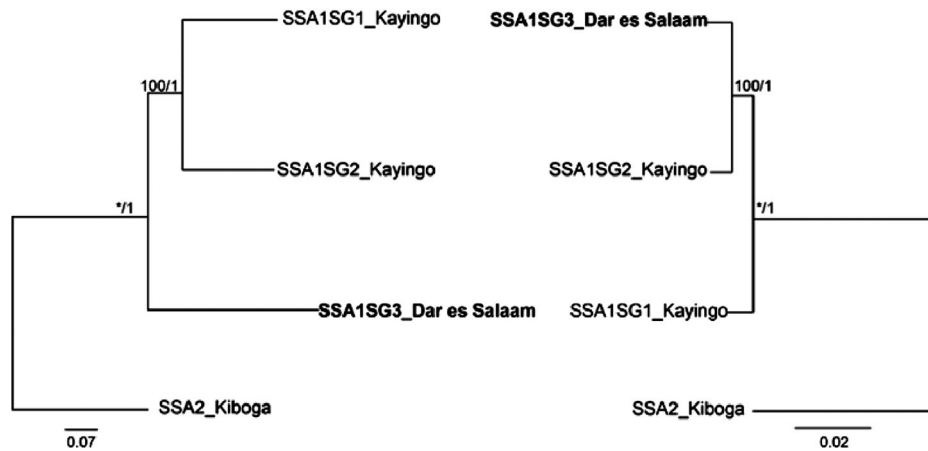 SSA1SG1_Kayingo
SSA1SG3_Dar es Salaam
100/1
100/1
SSA1SG2_Kayingo
SSA1SG2_Kayingo
*/1
*/1
SSA1SG3_Dar es Salaam
SSA1SG1_Kayingo
SSA2_Kiboga
SSA2_Kiboga
0.07
0.02